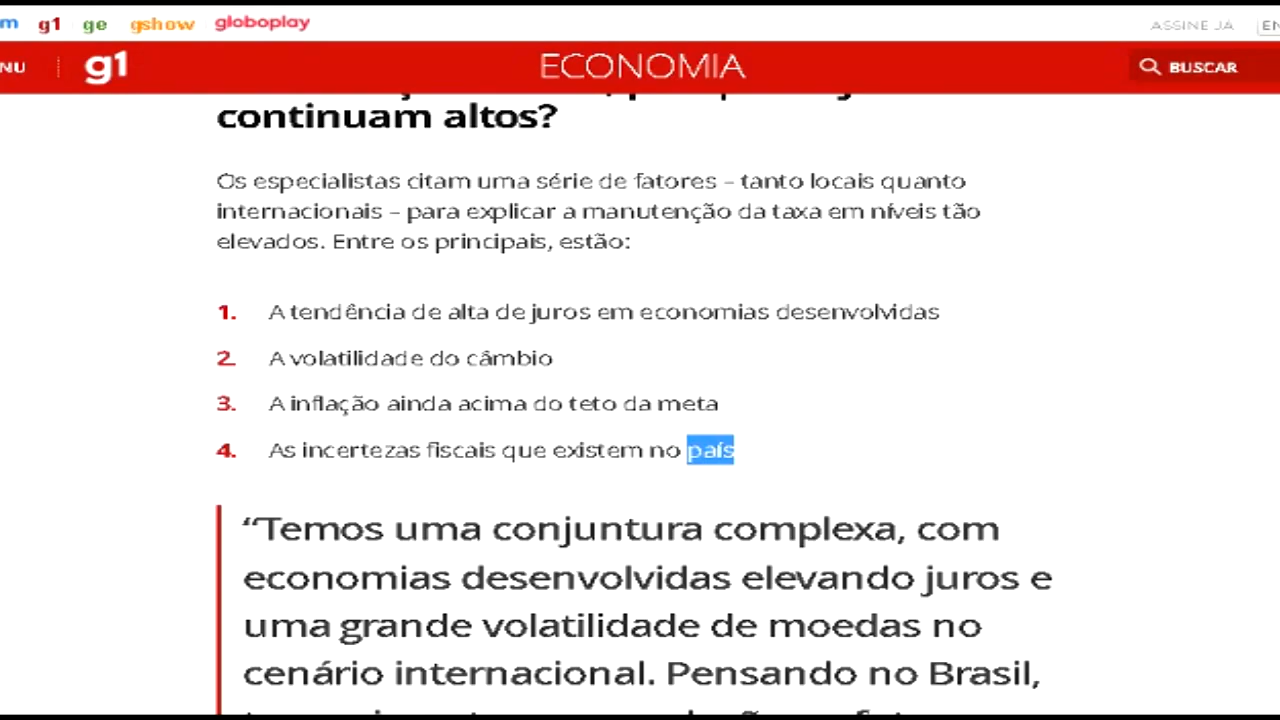 m g1 ge gshow globoplay ASSINE JÁ EN
NU g1 ECONOMIA BUSCAR
continuam altos?
Os especialistas citam uma série de fatores – tanto locais quanto
internacionais – para explicar a manutenção da taxa em níveis tão
elevados. Entre os principais, estão:
1. A tendência de alta de juros em economias desenvolvidas
2. A volatilidade do câmbio
3. A inflação ainda acima do teto da meta
4. As incertezas fiscais que existem no país
“Temos uma conjuntura complexa, com
economias desenvolvidas elevando juros e
uma grande volatilidade de moedas no
cenário internacional. Pensando no Brasil,